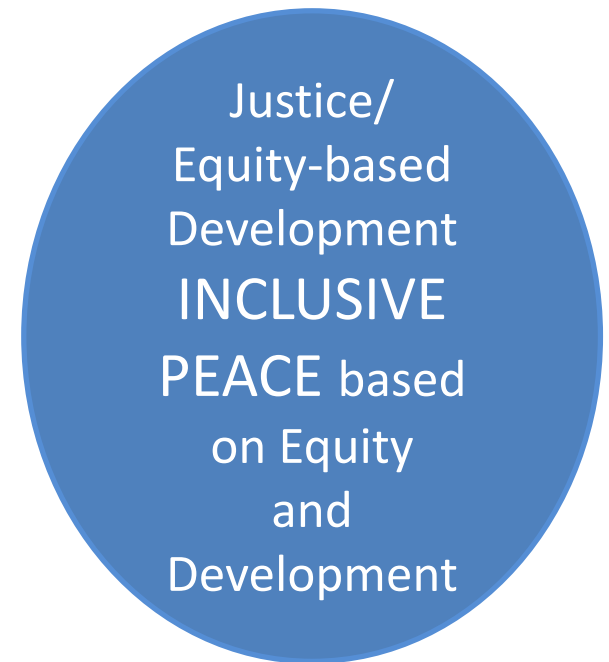 Justice/
Equity-based
Development
INCLUSIVE
PEACE based
on Equity
and
Development